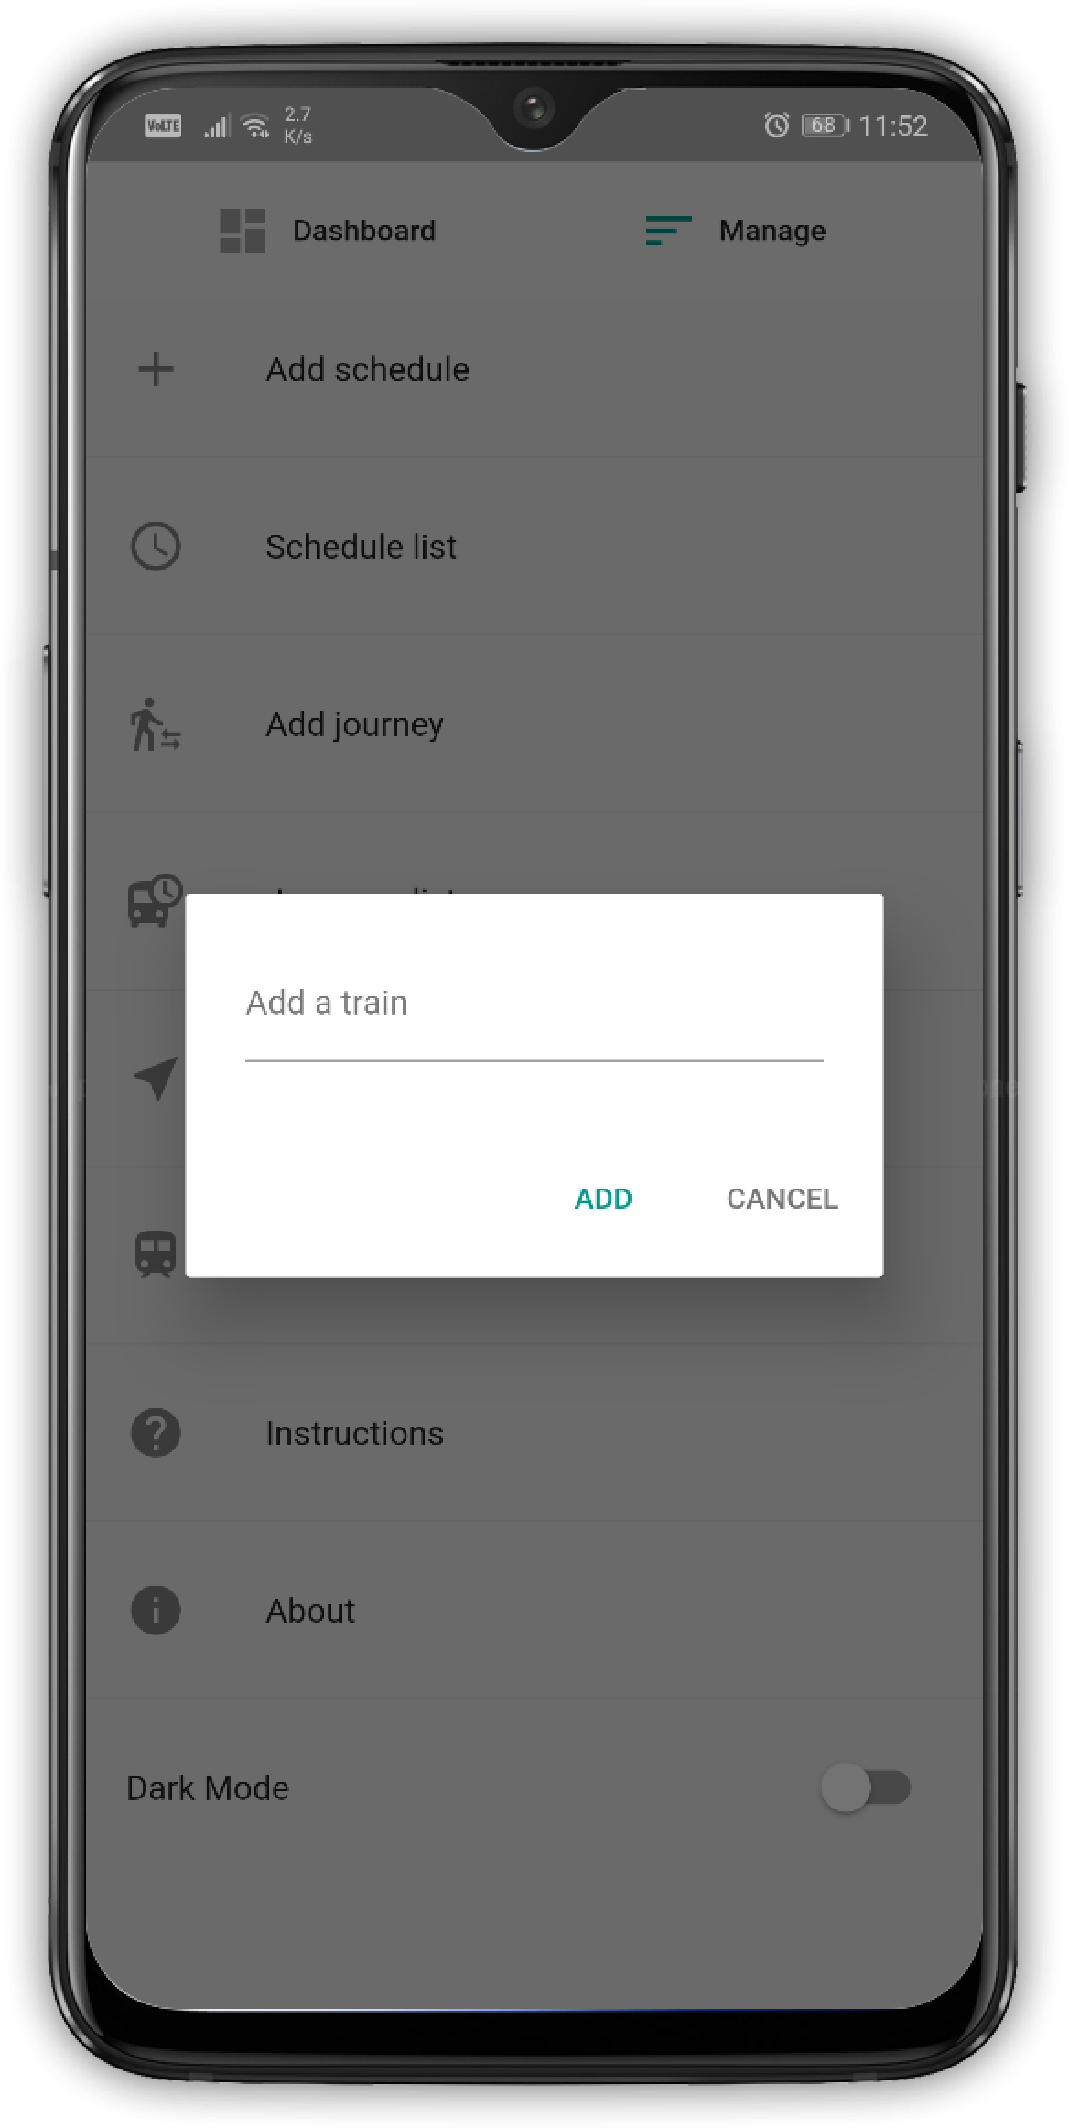 VoLTE 2.7 K/s 68 11:52
Dashboard Manage
Add schedule
Schedule list
Add journey
Add a train
ADD CANCEL
Instructions
About
Dark Mode